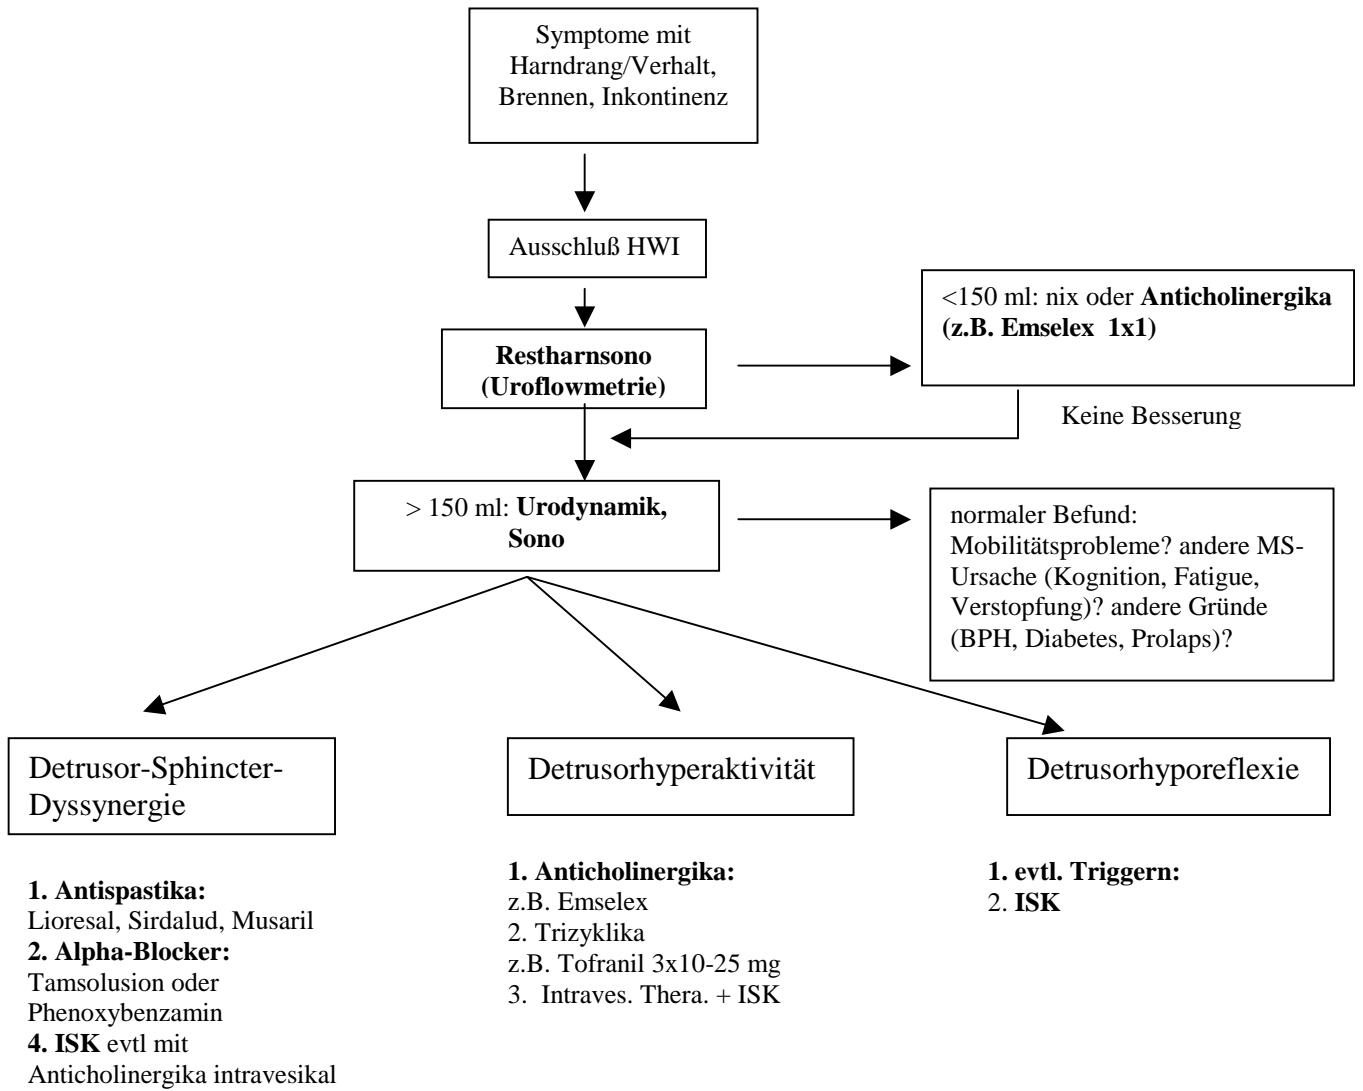 Symptome mit
Harndrang/Verhalt,
Brennen, Inkontinenz
Ausschluß HWI
<150 ml: nix oder Anticholinergika
(z.B. Emselex 1x1)
Restharnsono
(Uroflowmetrie)
Keine Besserung
> 150 ml: Urodynamik,
Sono
normaler Befund:
Mobilitätsprobleme? andere MS-
Ursache (Kognition, Fatigue,
Verstopfung)? andere Gründe
(BPH, Diabetes, Prolaps)?
Detrusor-Sphincter-
Dyssynergie
Detrusorhyperaktivität
Detrusorhyporeflexie
1. Antispastika:
Lioresal, Sirdalud, Musaril
2. Alpha-Blocker:
Tamsolusion oder
Phenoxybenzamin
4. ISK evtl mit
Anticholinergika intravesikal
1. Anticholinergika:
z.B. Emselex
2. Trizyklika
z.B. Tofranil 3x10-25 mg
3. Intraves. Thera. + ISK
1. evtl. Triggern:
2. ISK